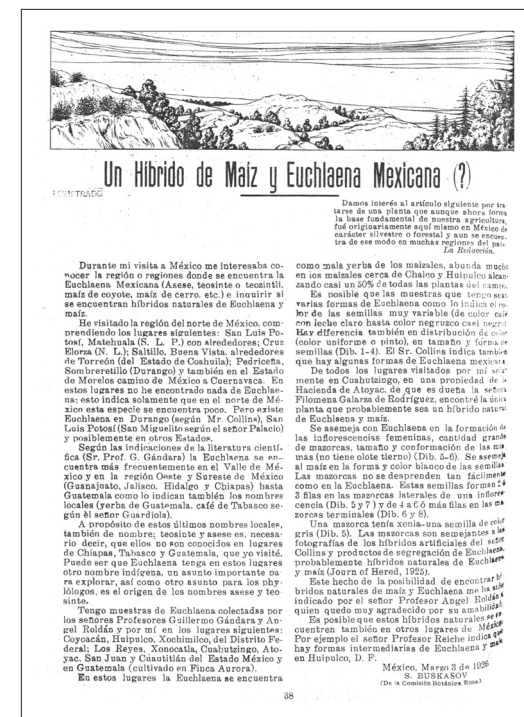 Un Híbrido de Maíz y Euchlaena Mexicana (?)
Damos interés al artículo siguiente por tra-
tarse de una planta que aunque ahora forma
la base fundamental de nuestra agricultura,
fué originariamente aquí mismo en México de
carácter silvestre o forestal y aun se encuen-
tra de ese modo en muchas regiones del país.
La Redacción.
Durante mi visita a México me interesaba co-
nocer la región o regiones donde se encuentra la
Euchlaena Mexicana (Asese, teosinte o teozintli,
maíz de coyote, maíz de cerro. etc.) e inquirir si
se encuentran híbridos naturales de Euchlaena y
maíz.
He visitado la región del norte de México, com-
prendiendo los lugares siguientes: San Luis Po-
tosí, Matehuala (S. L. P.) con alrededores; Cruz
Elorza (N. L.); Saltillo, Buena Vista, alrededores
de Torreón (del Estado de Coahuila); Pedriceña,
Sombreretillo (Durango) y también en el Estado
de Morelos camino de México a Cuernavaca. En
estos lugares no he encontrado nada de Euchlae-
na; esto indica solamente que en el norte de Mé-
xico esta especie se encuentra poco. Pero existe
Euchlaena en Durango (según Mr. Collins), San
Luis Potosí (San Miguelito según el señor Palacio)
y posiblemente en otros Estados.
Según las indicaciones de la literatura cientí-
fica (Sr. Prof. G. Gándara) la Euchlaena se en-
cuentra más frecuentemente en el Valle de Mé-
xico y en la región Oeste y Sureste de México
(Guanajuato, Jalisco, Hidalgo y Chiapas) hasta
Guatemala como lo indican también los nombres
locales (yerba de Guatemala, café de Tabasco se-
gún el señor Guardiola).
A propósito de estos últimos nombres locales,
también de nombre; teosinte y asese es, necesa-
rio decir, que ellos no son conocidos en lugares
de Chiapas, Tabasco y Guatemala, que yo visité.
Puede ser que Euchlaena tenga en estos lugares
otro nombre indígena, un asunto importante pa-
ra explorar, así como otro asunto para los phy-
lólogos, es el origen de los nombres asese y teo-
sinte.
Tengo muestras de Euchlaena colectadas por
los señores Profesores Guillermo Gándara y An-
gel Roldán y por mí en los lugares siguientes:
Coyoacán, Huipulco, Xochimilco, del Distrito Fe-
deral; Los Reyes, Xonocatla, Cuahutzingo, Ato-
yac, San Juan y Cuautitlán del Estado México y
en Guatemala (cultivado en Finca Aurora).
En estos lugares la Euchlaena se encuentra
como mala yerba de los maizales, abunda mucho
en los maizales cerca de Chalco y Huipulco alcan-
zando casi un 50% de todas las plantas del campo.
Es posible que las muestras que tengo sean
varias formas de Euchlaena como lo indica el co-
lor de las semillas muy variable (de color café
con leche claro hasta color negruzco casi negro)
Hay efferencia también en distribución de color
(color uniforme o pinto), en tamaño y forma de
semillas (Dib. 1-4). El Sr. Collins indica también
que hay algunas formas de Euchlaena mexicana.
De todos los lugares visitados por mí sola-
mente en Cuahutzingo, en una propiedad de la
Hacienda de Atoyac, de que es dueña la señora
Filomena Galarza de Rodríguez, encontré la única
planta que probablemente sea un híbrido natural
de Euchlaena y maíz.
Se asemeja con Euchlaena en la formación de
las inflorescencias femeninas, cantidad grande
de mazorcas, tamaño y conformación de las mis-
mas (no tiene olote tierno) (Dib. 5-6). Se asemeja
al maíz en la forma y color blanco de las semillas.
Las mazorcas no se desprenden tan fácilmente
como en la Euchlaena. Estas semillas forman 2 ó
3 filas en las mazorcas laterales de una inflores-
cencia (Dib. 5 y 7) y de 4 a 6 ó más filas en las ma-
zorcas terminales (Dib. 6 y 8).
Una mazorca tenía xenia-una semilla de color
gris (Dib. 5). Las mazorcas son semejantes a las
fotografías de los híbridos artificiales del señor
Collins y productos de segregación de Euchlaena,
probablemente híbridos naturales de Euchlaena
y maíz (Journ of Hered, 1925).
Este hecho de la posibilidad de encontrar hí-
bridos naturales de maíz y Euchlaena me ha sido
indicado por el señor Profesor Angel Roldán a
quien quedo muy agradecido por su amabilidad.
Es posible que estos híbridos naturales se en-
cuentren también en otros lugares de México.
Por ejemplo el señor Profesor Reiche indica que
hay formas intermediarias de Euchlaena y maíz
en Huipulco, D. F.
México, Marzo 3 de 1926
S. BUKASOV
(De la Comisión Botánica Rusa).
38